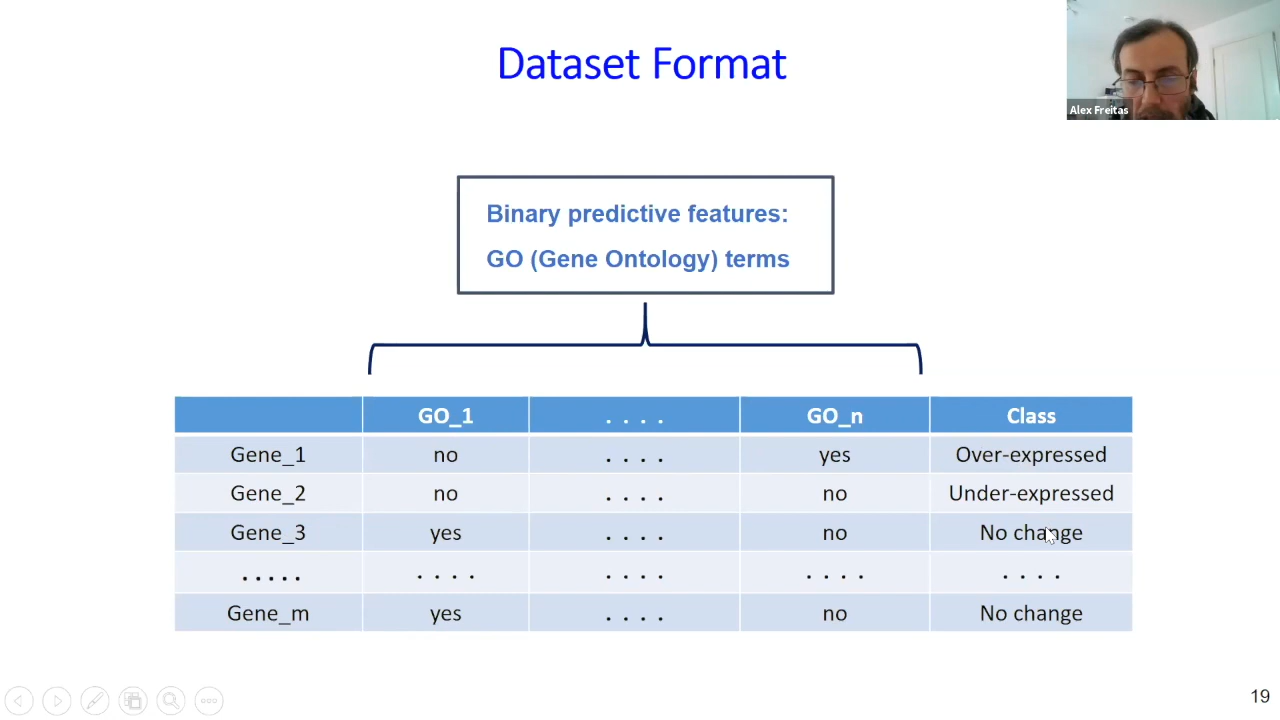 Dataset Format
Alex Freitas
Binary predictive features:
GO (Gene Ontology) terms
GO_1 . . . . GO_n Class
Gene_1 no . . . . yes Over-expressed
Gene_2 no . . . . no Under-expressed
Gene_3 yes . . . . no No change
. . . . . . . . . . . . . . . . . . . . .
Gene_m yes . . . . no No change
19